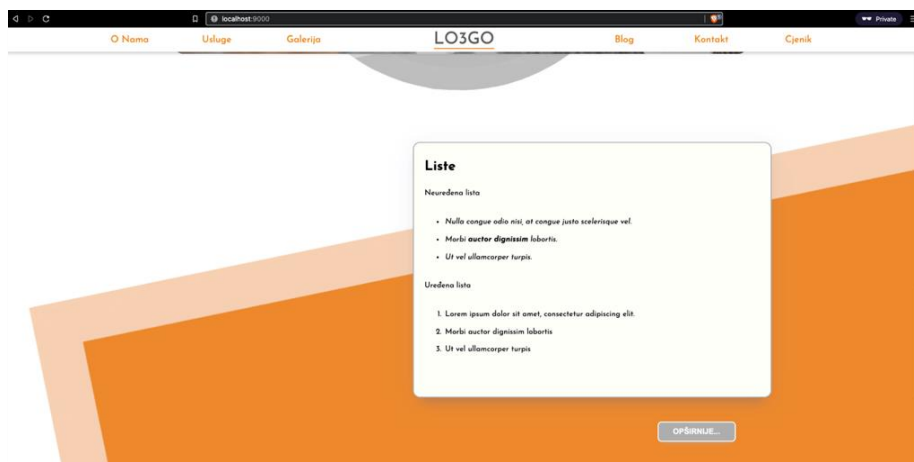 localhost:9000
Private
O Nama Usluge Galerija LO3GO Blog Kontakt Cjenik
Liste
Neuređena lista
• Nulla congue odio nisi, at congue justo scelerisque vel.
• Morbi auctor dignissim lobortis.
• Ut vel ullamcorper turpis.
Uređena lista
1. Lorem ipsum dolor sit amet, consectetur adipiscing elit.
2. Morbi auctor dignissim lobortis
3. Ut vel ullamcorper turpis
OPŠIRNIJE...